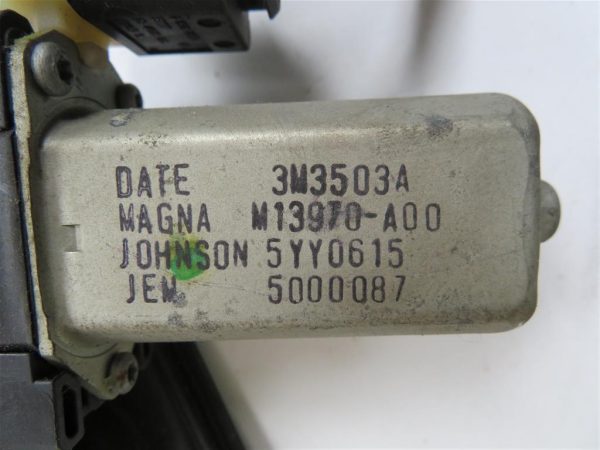 DATE 3M3503A
MAGNA M13970-A00
JOHNSON 5YY0615
JEM 5000087